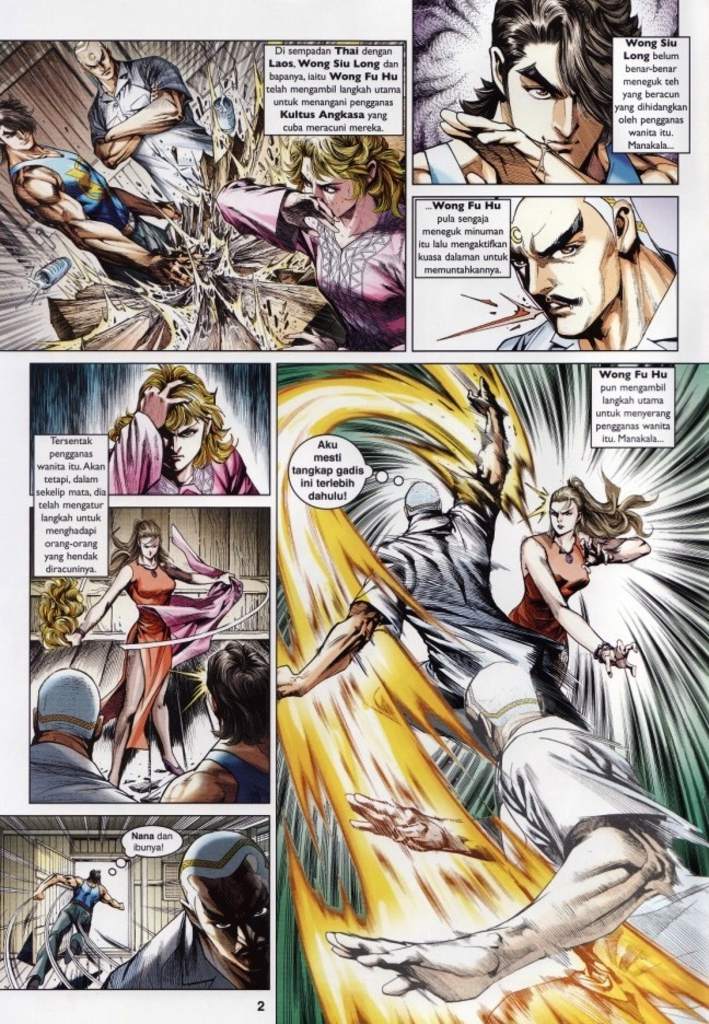 Di sempadan Thai dengan
Laos, Wong Siu Long dan
bapanya, iaitu Wong Fu Hu
telah mengambil langkah utama
untuk menangani pengganas
Kultus Angkasa yang
cuba meracuni mereka.
Wong Siu
Long belum
benar-benar
meneguk teh
yang beracun
yang dihidangkan
oleh pengganas
wanita itu.
Manakala...
...Wong Fu Hu
pula sengaja
meneguk minuman
itu lalu mengaktifkan
kuasa dalaman untuk
memuntahkannya.
Tersentak
pengganas
wanita itu. Akan
tetapi, dalam
sekelip mata, dia
telah mengatur
langkah untuk
menghadapi
orang-orang
yang hendak
diracuninya.
Nana dan
ibunya!
Wong Fu Hu
pun mengambil
langkah utama
untuk menyerang
pengganas wanita
itu. Manakala...
Aku
mesti
tangkap gadis
ini terlebih
dahulu!
2